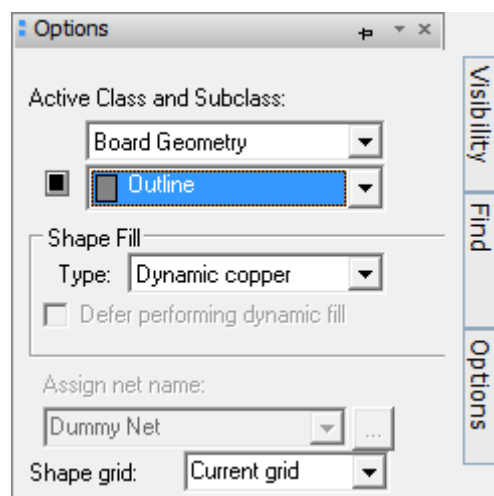 Options
Active Class and Subclass:
Board Geometry
Outline
Shape Fill
Type: Dynamic copper
Defer performing dynamic fill
Assign net name:
Dummy Net ...
Shape grid: Current grid
Visibility
Find
Options